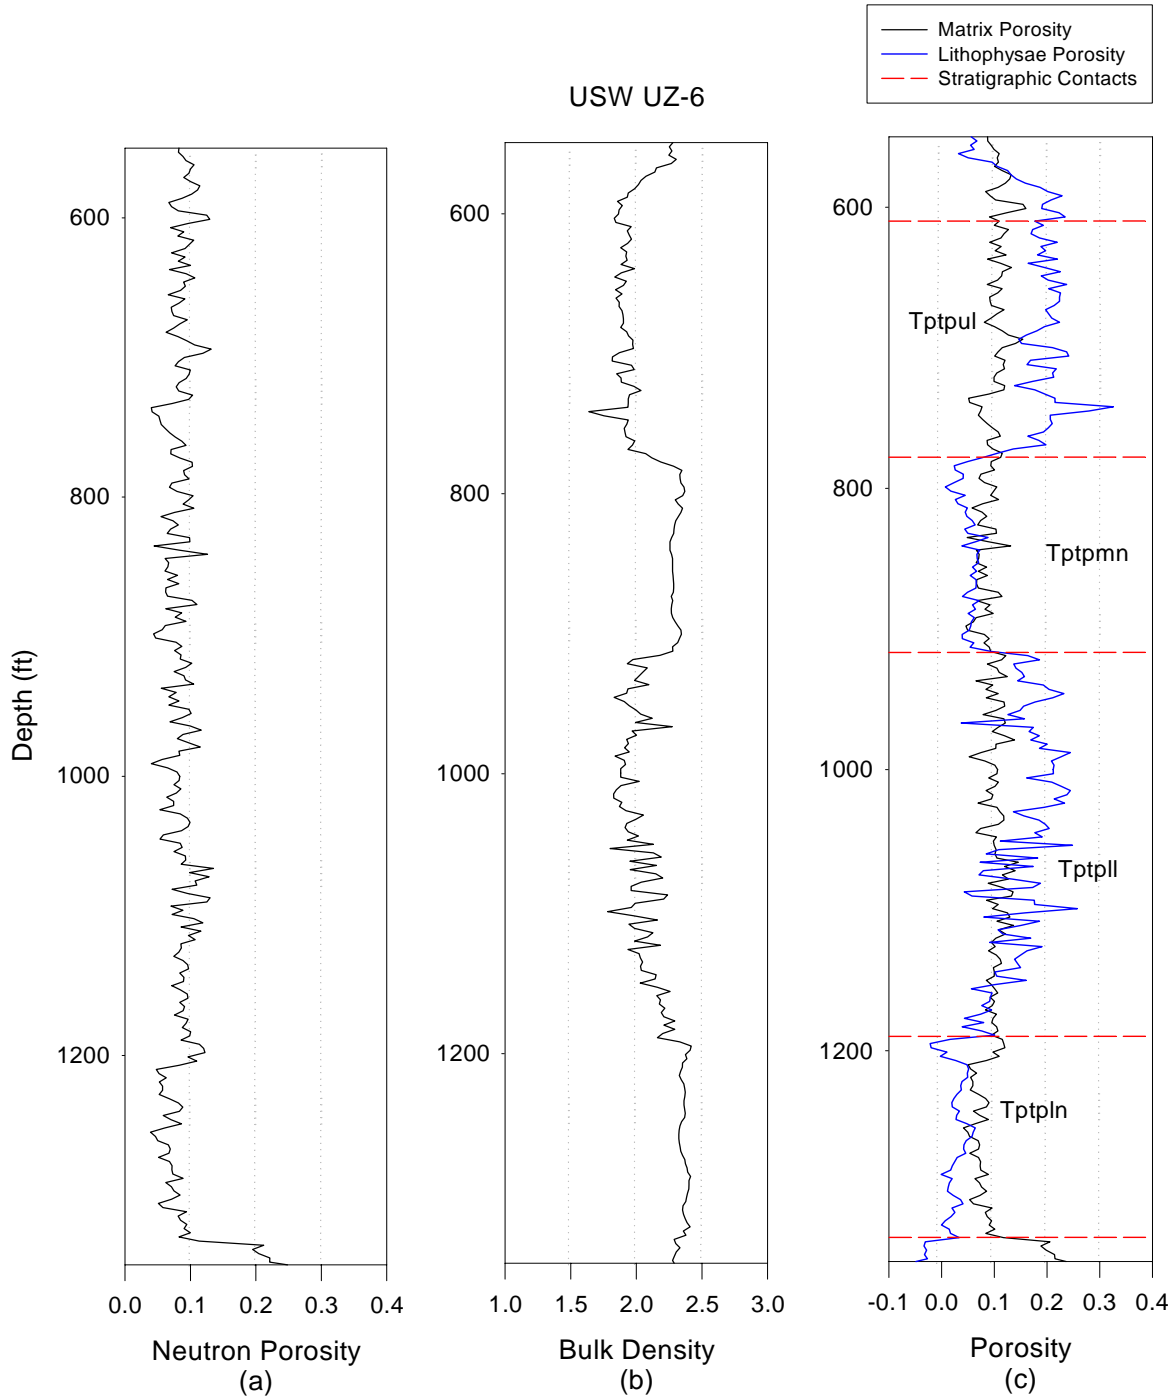 Matrix Porosity
Lithophysae Porosity
Stratigraphic Contacts
USW UZ-6
Depth (ft)
600
800
1000
1200
0.0 0.1 0.2 0.3 0.4
Neutron Porosity
(a)
600
800
1000
1200
1.0 1.5 2.0 2.5 3.0
Bulk Density
(b)
600
800
1000
1200
Tptpul
Tptpmn
Tptpll
Tptpln
-0.1 0.0 0.1 0.2 0.3 0.4
Porosity
(c)